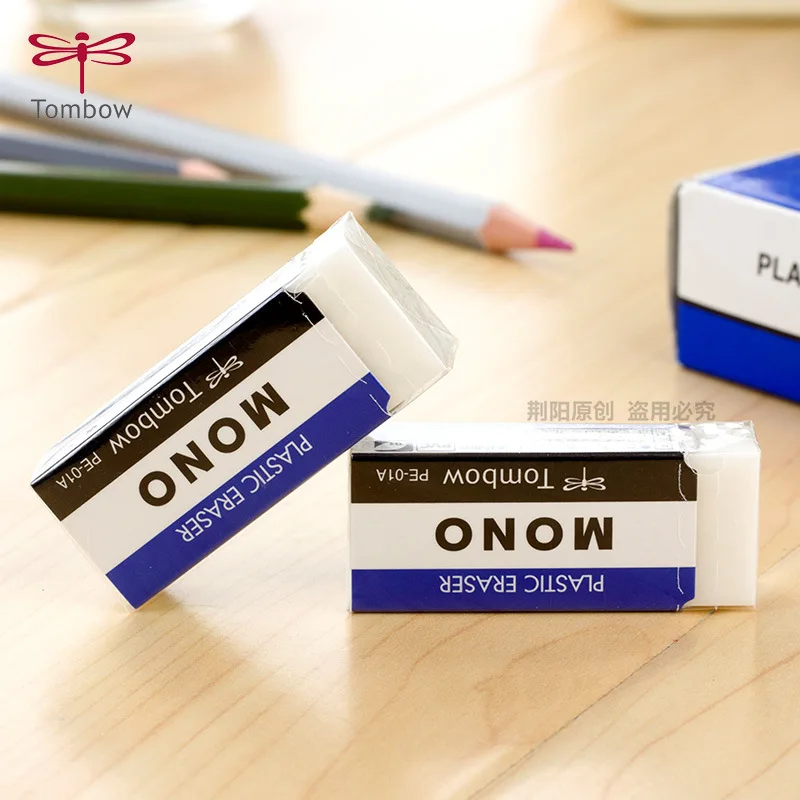 Tombow
PLA
荆阳原创 盗用必究
Tombow PE-01A
MONO
PLASTIC ERASER
Tombow PE-01A
MONO
PLASTIC ERASER